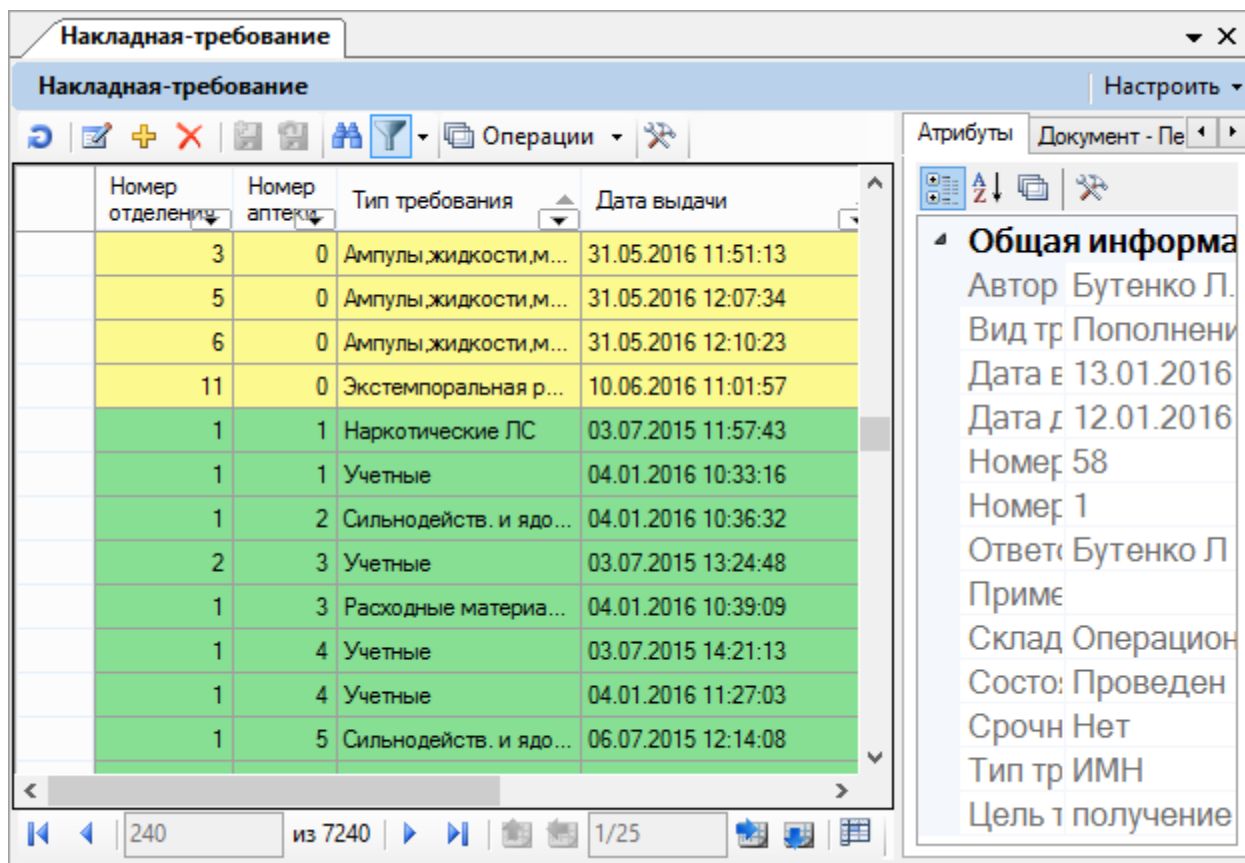 Накладная-требование
Накладная-требование Настроить
Операции
Атрибуты Документ - Пе
Номер отделения Номер аптеки Тип требования Дата выдачи
3 0 Ампулы,жидкости,м... 31.05.2016 11:51:13
5 0 Ампулы,жидкости,м... 31.05.2016 12:07:34
6 0 Ампулы,жидкости,м... 31.05.2016 12:10:23
11 0 Экстемпоральная р... 10.06.2016 11:01:57
1 1 Наркотические ЛС 03.07.2015 11:57:43
1 1 Учетные 04.01.2016 10:33:16
1 2 Сильнодейств. и ядо... 04.01.2016 10:36:32
2 3 Учетные 03.07.2015 13:24:48
1 3 Расходные материа... 04.01.2016 10:39:09
1 4 Учетные 03.07.2015 14:21:13
1 4 Учетные 04.01.2016 11:27:03
1 5 Сильнодейств. и ядо... 06.07.2015 12:14:08
240 из 7240 1/25
Общая информа
Автор Бутенко Л.
Вид тр Пополнени
Дата в 13.01.2016
Дата д 12.01.2016
Номер 58
Номер 1
Ответс Бутенко Л
Приме
Склад Операцион
Состоя Проведен
Срочн Нет
Тип тр ИМН
Цель т получение